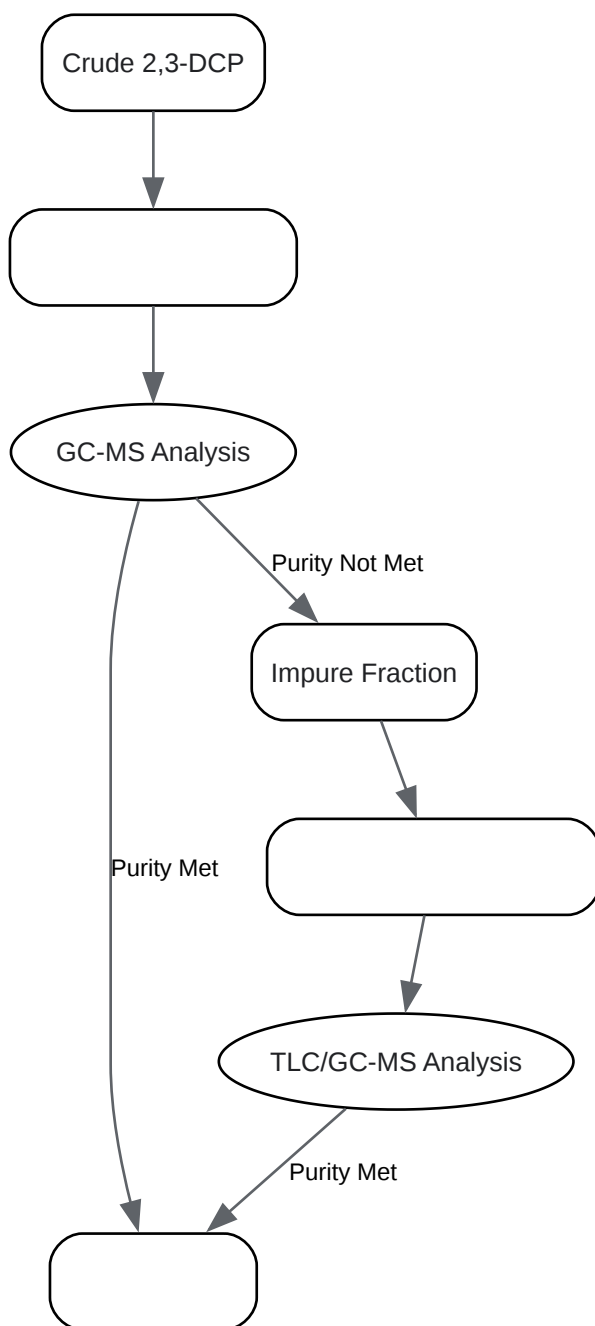 Crude 2,3-DCP
GC-MS Analysis
Purity Not Met
Impure Fraction
Purity Met
TLC/GC-MS Analysis
Purity Met